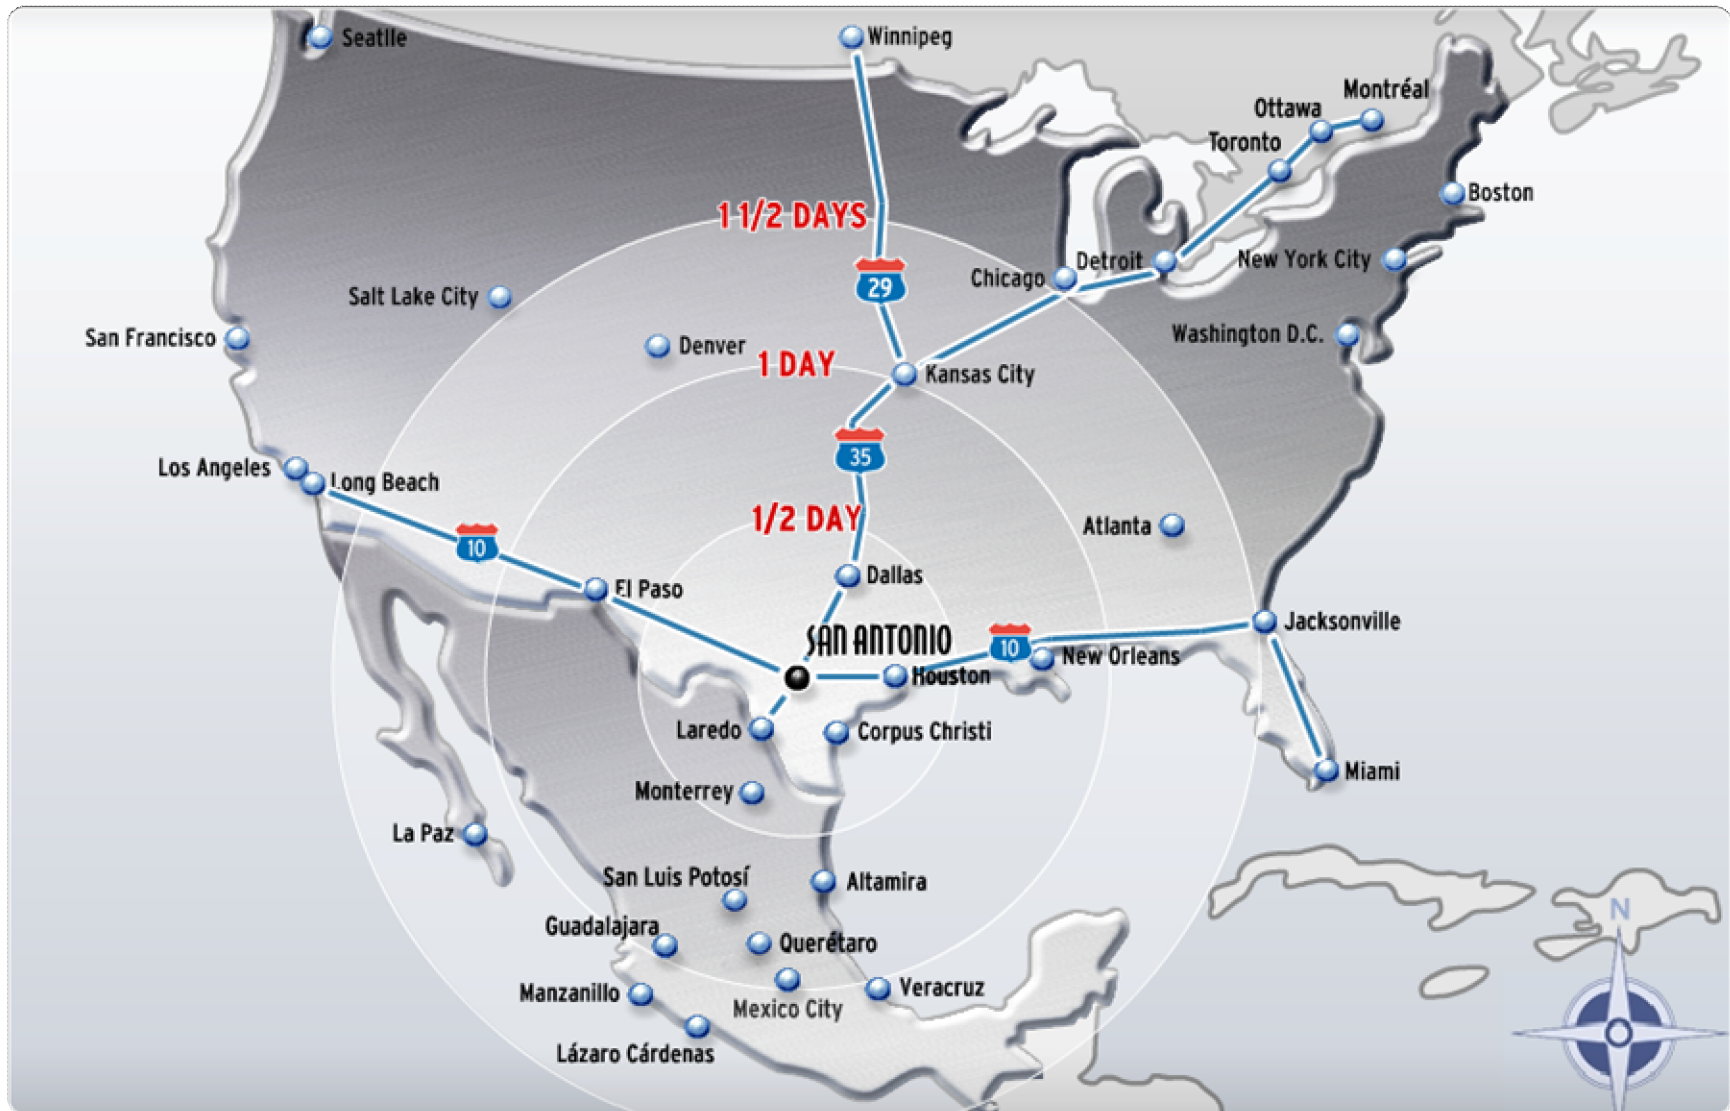 Seatlle
Winnipeg
Montréal
Ottawa
Toronto
Boston
1 1/2 DAYS
Detroit
New York City
Chicago
29
Salt Lake City
San Francisco
Washington D.C.
Denver
1 DAY
Kansas City
35
Los Angeles
Long Beach
1/2 DAY
Atlanta
10
Dallas
El Paso
Jacksonville
SAN ANTONIO
10
New Orleans
Houston
Laredo
Corpus Christi
Miami
Monterrey
La Paz
San Luis Potosí
Altamira
N
Guadalajara
Querétaro
Manzanillo
Veracruz
Mexico City
Lázaro Cárdenas